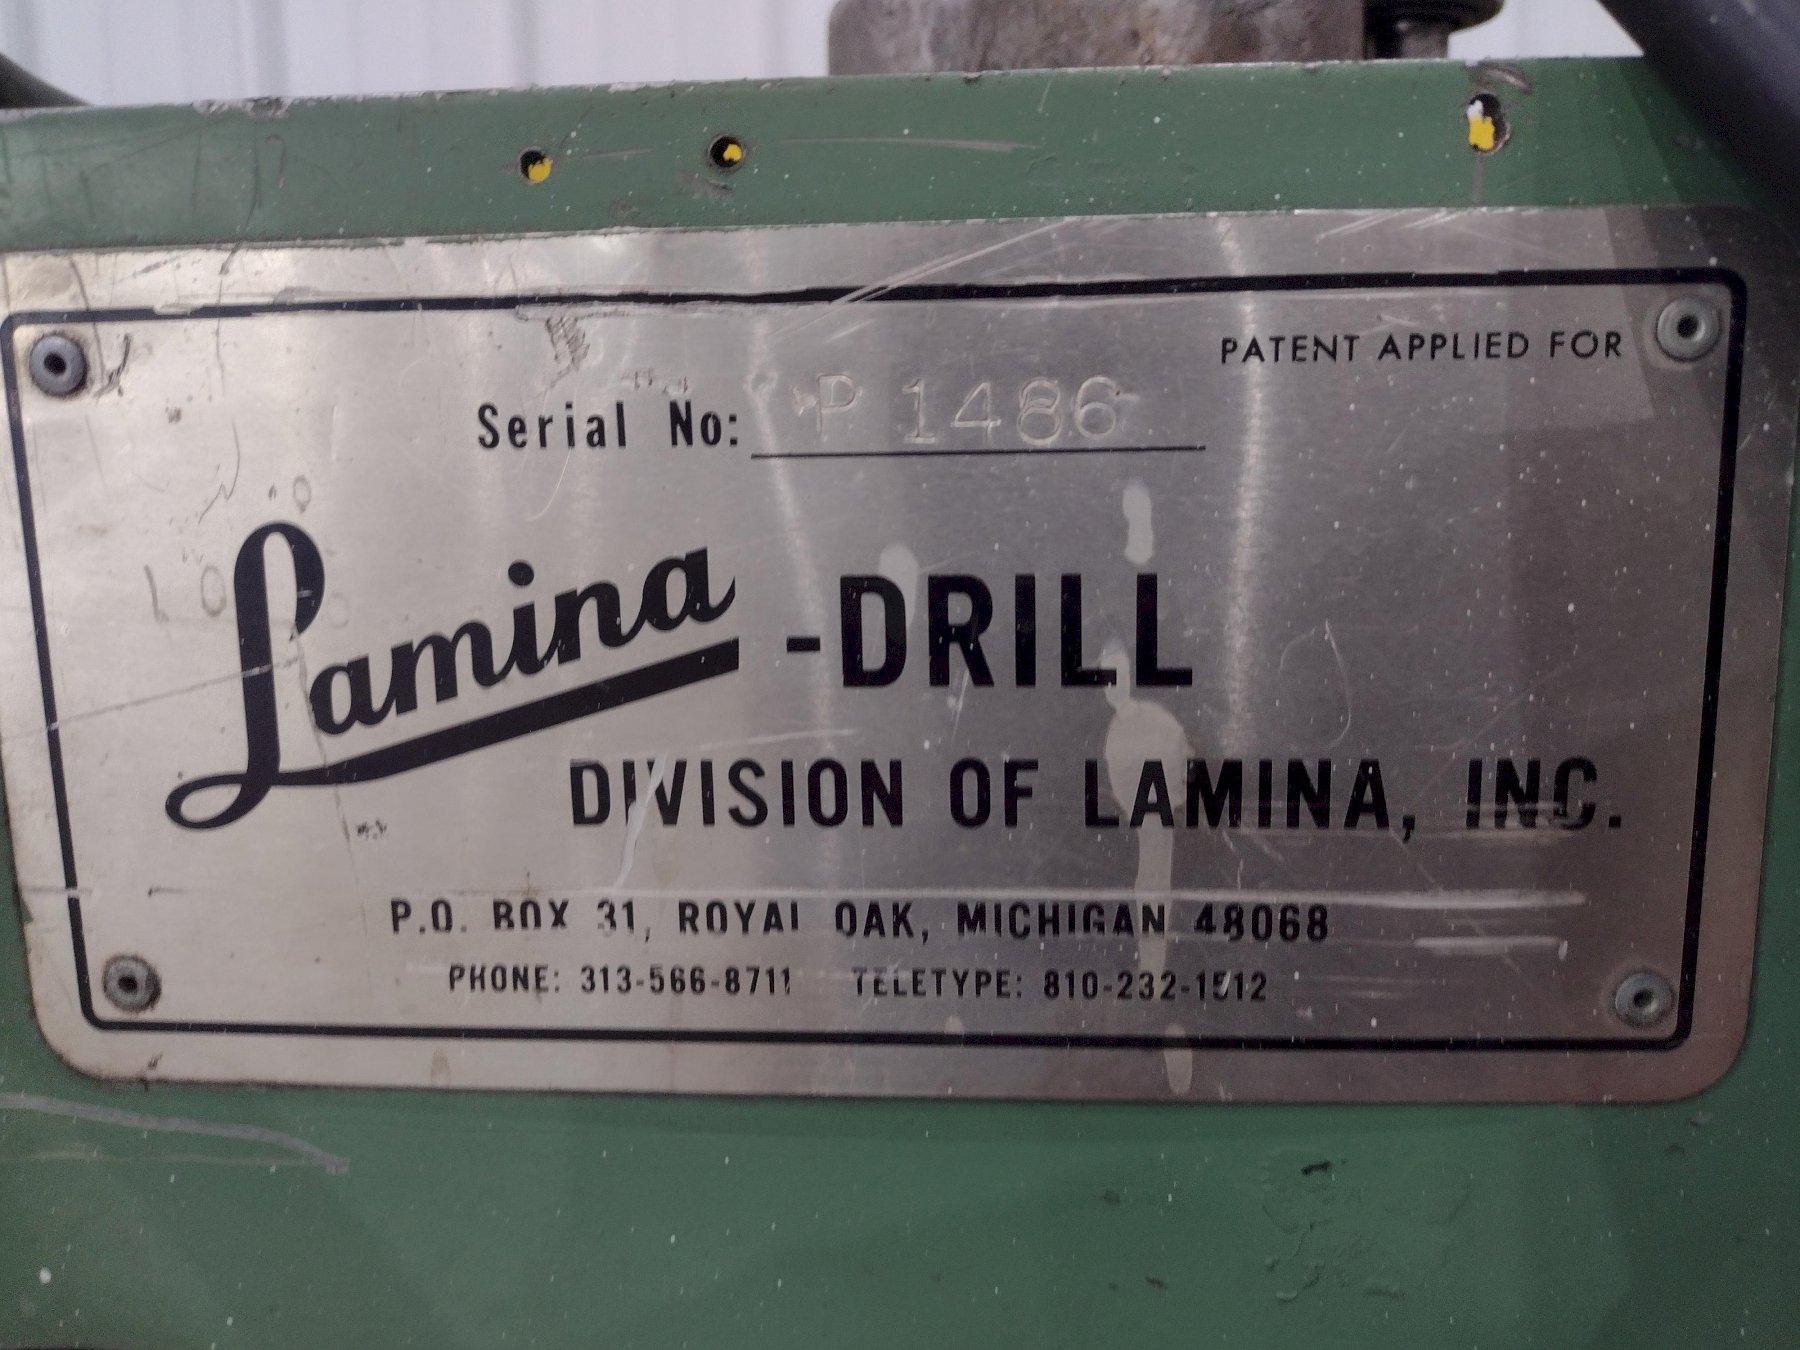 PATENT APPLIED FOR
Serial No: P 1486
Lamina -DRILL
DIVISION OF LAMINA, INC.
P.O. BOX 31, ROYAL OAK, MICHIGAN 48068
PHONE: 313-566-8711 TELETYPE: 810-232-1512